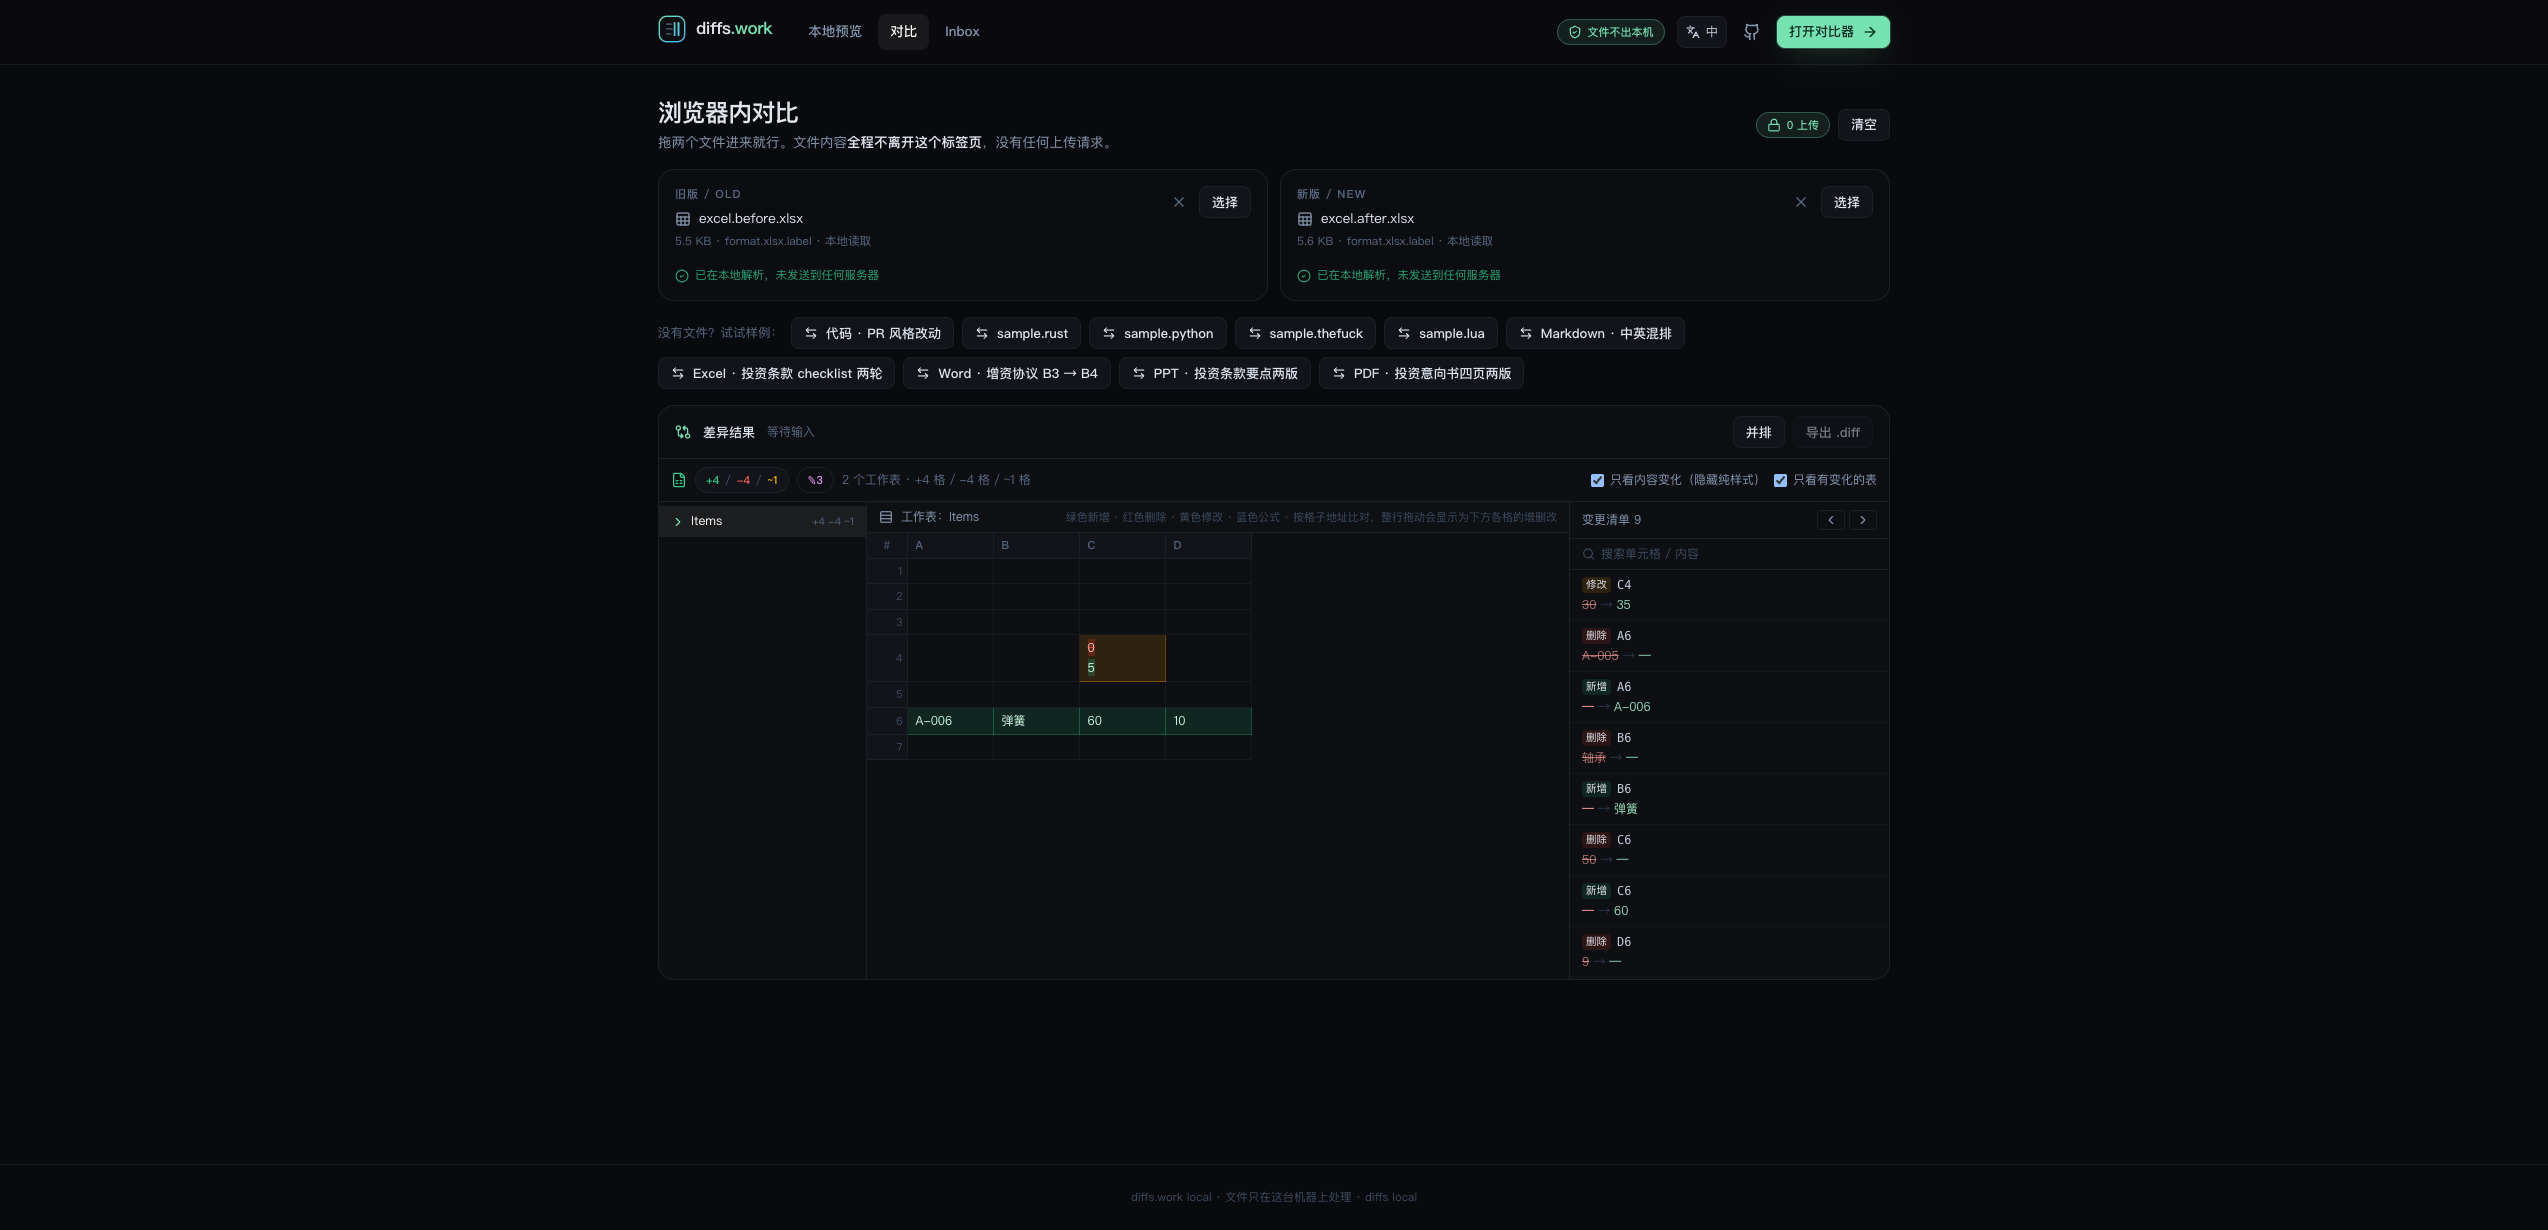 diffs.work
本地预览
对比
Inbox
文件不出本机
中
打开对比器
浏览器内对比
拖两个文件进来就行。文件内容全程不离开这个标签页，没有任何上传请求。
0 上传
清空
旧版 / OLD
excel.before.xlsx
5.5 KB · format.xlsx.label · 本地读取
已在本地解析，未发送到任何服务器
选择
新版 / NEW
excel.after.xlsx
5.6 KB · format.xlsx.label · 本地读取
已在本地解析，未发送到任何服务器
选择
没有文件？试试样例：
代码 · PR 风格改动
sample.rust
sample.python
sample.thefuck
sample.lua
Markdown · 中英混排
Excel · 投资条款 checklist 两轮
Word · 增资协议 B3 → B4
PPT · 投资条款要点两版
PDF · 投资意向书四页两版
差异结果 等待输入
并排
导出 .diff
+4 / −4 / ~1
✎3
2 个工作表 · +4 格 / −4 格 / ~1 格
只看内容变化（隐藏纯样式）
只看有变化的表
Items +4 −4 ~1
工作表：Items
绿色新增 · 红色删除 · 黄色修改 · 蓝色公式 · 按格子地址比对，整行拖动会显示为下方各格的增删改
# A B C D
1
2
3
4
0
5
5
6 A-006 弹簧 60 10
7
变更清单 9
搜索单元格 / 内容
修改 C4
30 → 35
删除 A6
A-005 → —
新增 A6
— → A-006
删除 B6
轴承 → —
新增 B6
— → 弹簧
删除 C6
50 → —
新增 C6
— → 60
删除 D6
9 → —
diffs.work local · 文件只在这台机器上处理 · diffs local